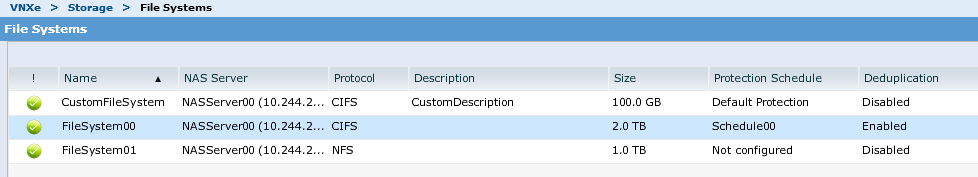 VNXe > Storage > File Systems
File Systems
! Name ▲ NAS Server Protocol Description Size Protection Schedule Deduplication
CustomFileSystem NASServer00 (10.244.2... CIFS CustomDescription 100.0 GB Default Protection Disabled
FileSystem00 NASServer00 (10.244.2... CIFS 2.0 TB Schedule00 Enabled
FileSystem01 NASServer00 (10.244.2... NFS 1.0 TB Not configured Disabled